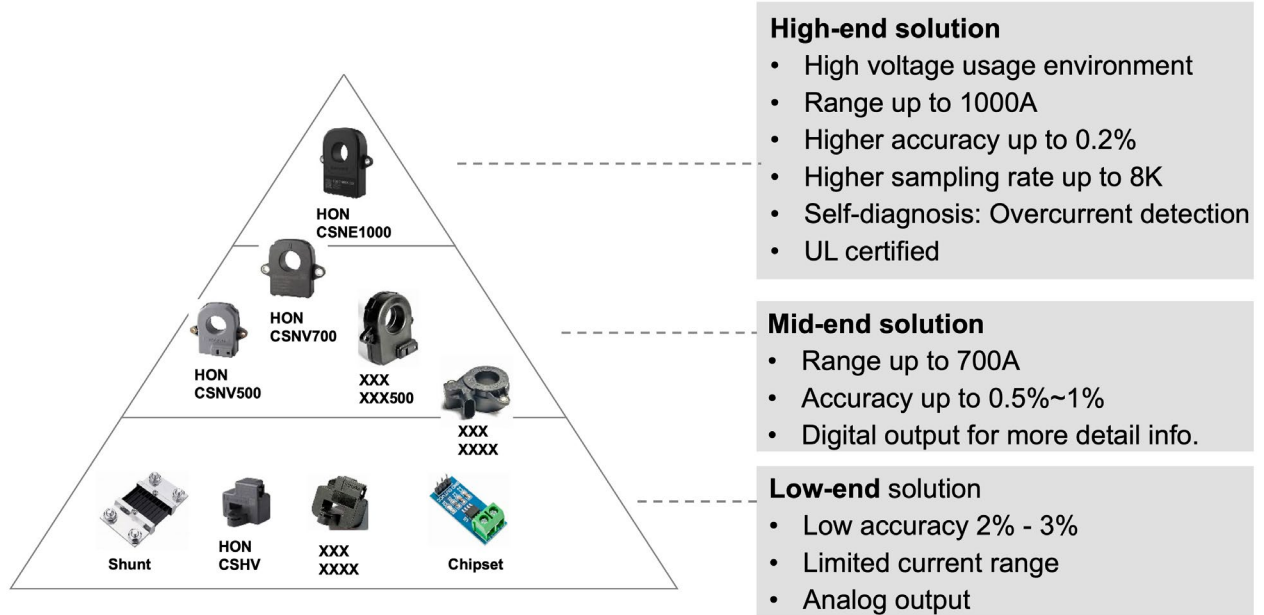 HON
CSNE1000
HON
CSNV700
HON
CSNV500
XXX
XXX500
XXX
XXXX
Shunt
HON
CSHV
XXX
XXXX
Chipset
High-end solution
• High voltage usage environment
• Range up to 1000A
• Higher accuracy up to 0.2%
• Higher sampling rate up to 8K
• Self-diagnosis: Overcurrent detection
• UL certified
Mid-end solution
• Range up to 700A
• Accuracy up to 0.5%~1%
• Digital output for more detail info.
Low-end solution
• Low accuracy 2% - 3%
• Limited current range
• Analog output